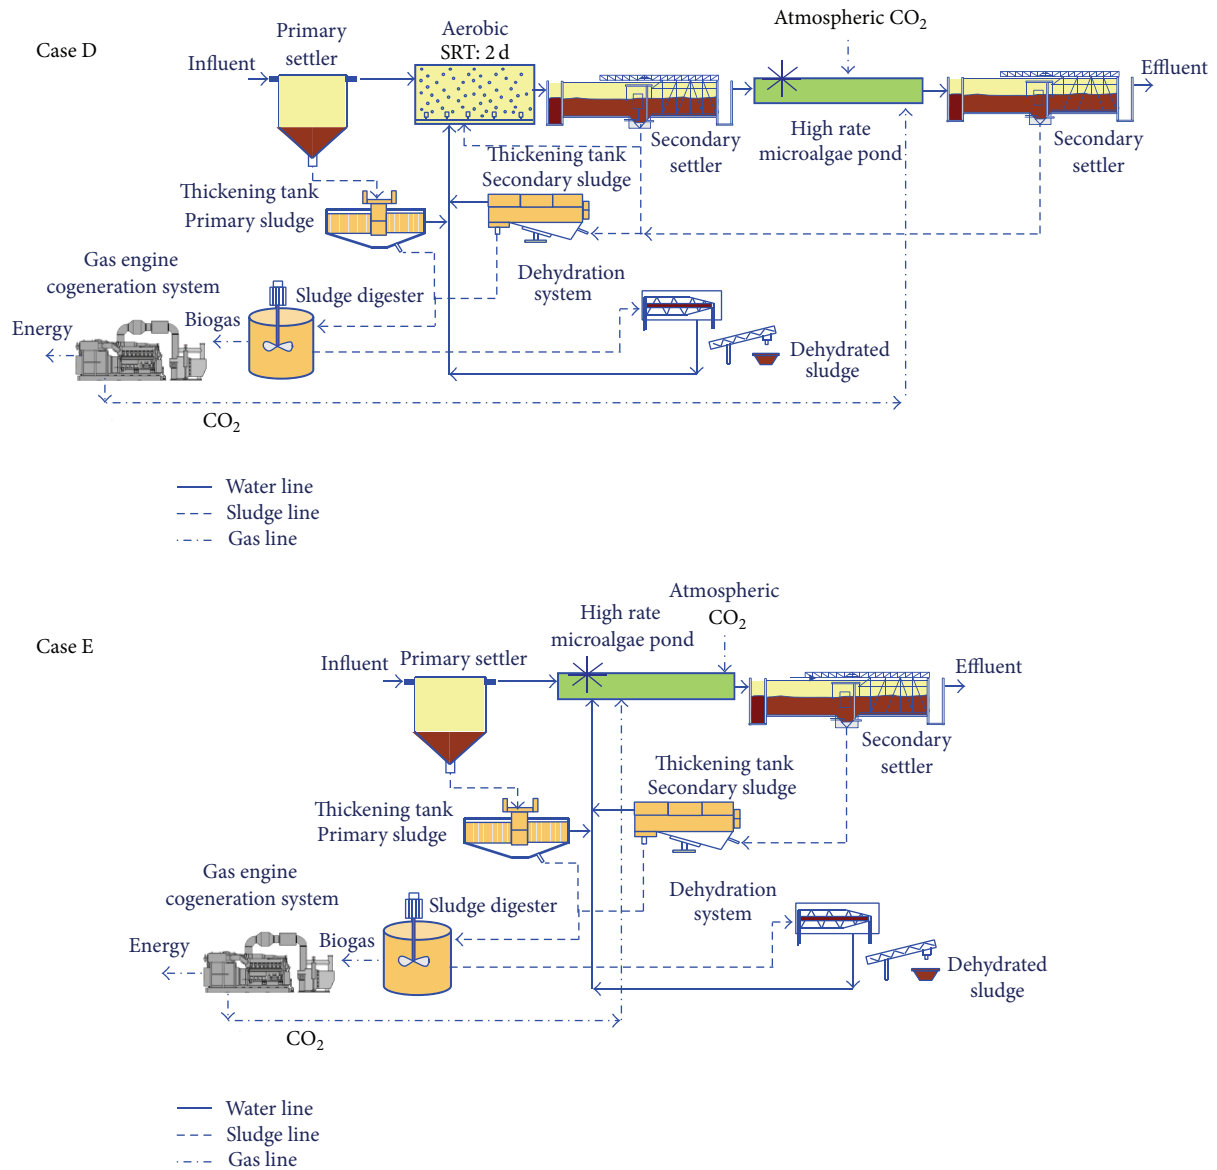 Case D
Influent
Primary
settler
Aerobic
SRT: 2 d
Atmospheric CO2
Effluent
Secondary
settler
High rate
microalgae pond
Secondary
settler
Thickening tank
Primary sludge
Thickening tank
Secondary sludge
Gas engine
cogeneration system
Energy
Biogas
Sludge digester
Dehydration
system
Dehydrated
sludge
CO2
Water line
Sludge line
Gas line
Case E
Influent
Primary settler
High rate
microalgae pond
Atmospheric
CO2
Effluent
Secondary
settler
Thickening tank
Primary sludge
Thickening tank
Secondary sludge
Gas engine
cogeneration system
Energy
Biogas
Sludge digester
Dehydration
system
Dehydrated
sludge
CO2
Water line
Sludge line
Gas line